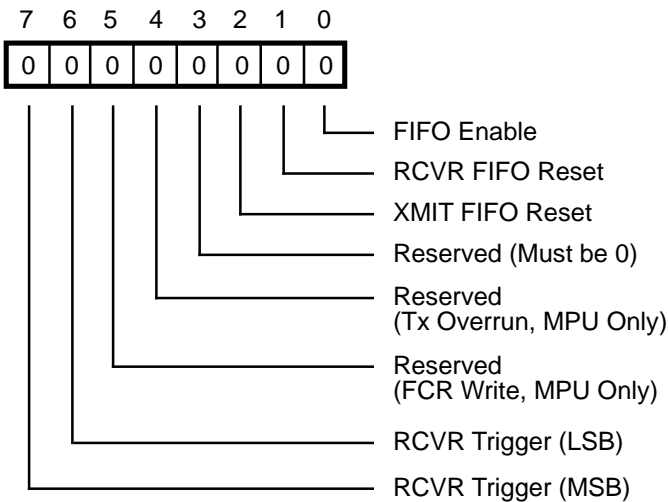 7 6 5 4 3 2 1 0
0 0 0 0 0 0 0 0
FIFO Enable
RCVR FIFO Reset
XMIT FIFO Reset
Reserved (Must be 0)
Reserved
(Tx Overrun, MPU Only)
Reserved
(FCR Write, MPU Only)
RCVR Trigger (LSB)
RCVR Trigger (MSB)